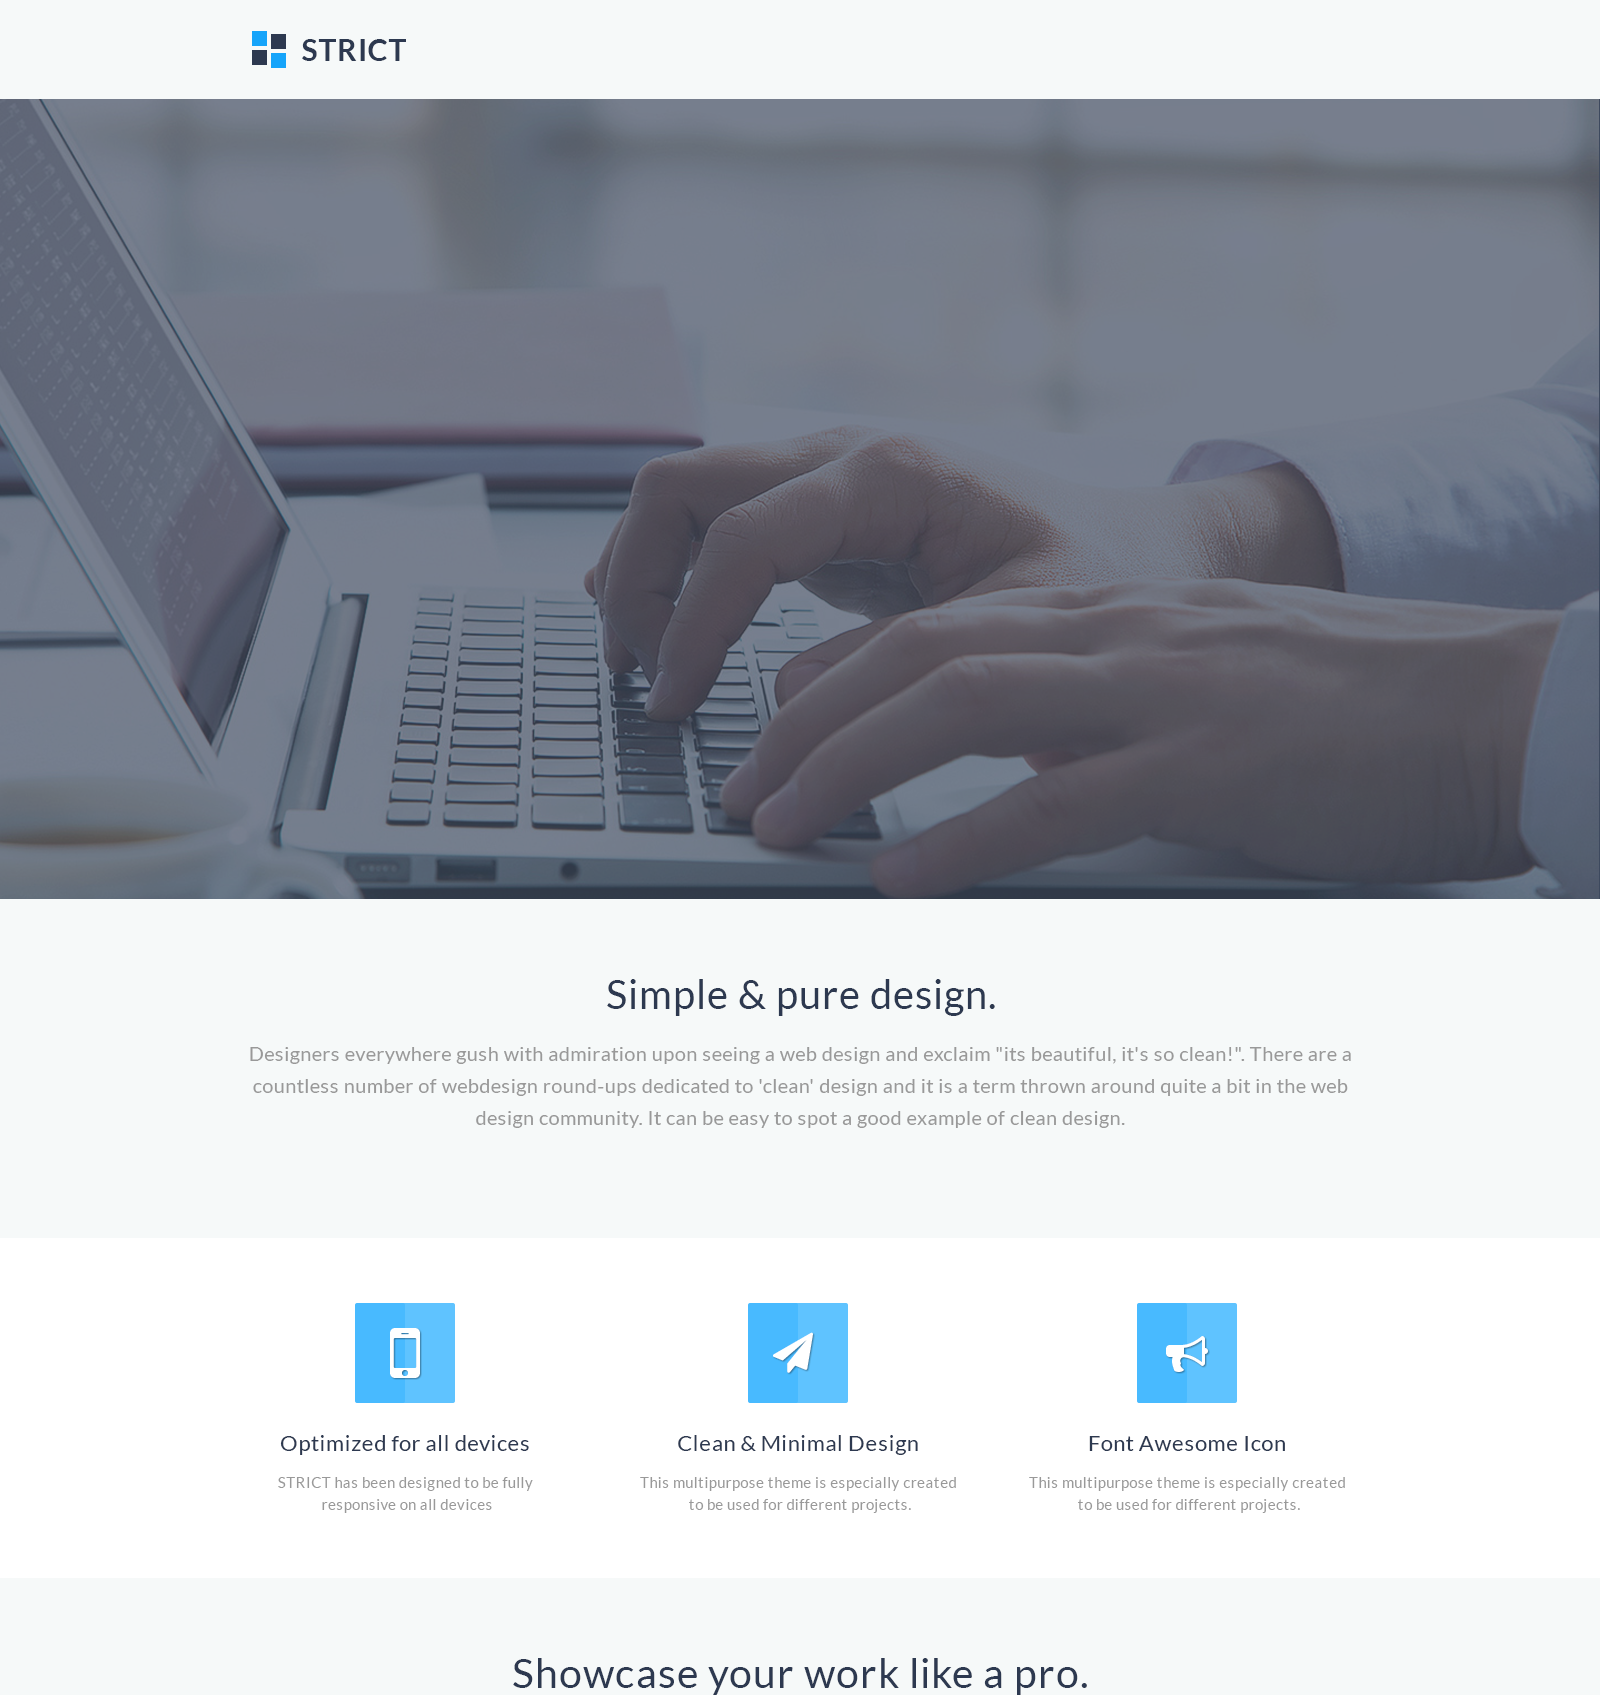 STRICT
Simple & pure design.
Designers everywhere gush with admiration upon seeing a web design and exclaim "its beautiful, it's so clean!". There are a
countless number of webdesign round-ups dedicated to 'clean' design and it is a term thrown around quite a bit in the web
design community. It can be easy to spot a good example of clean design.
Optimized for all devices
STRICT has been designed to be fully
responsive on all devices
Clean & Minimal Design
This multipurpose theme is especially created
to be used for different projects.
Font Awesome Icon
This multipurpose theme is especially created
to be used for different projects.
Showcase your work like a pro.